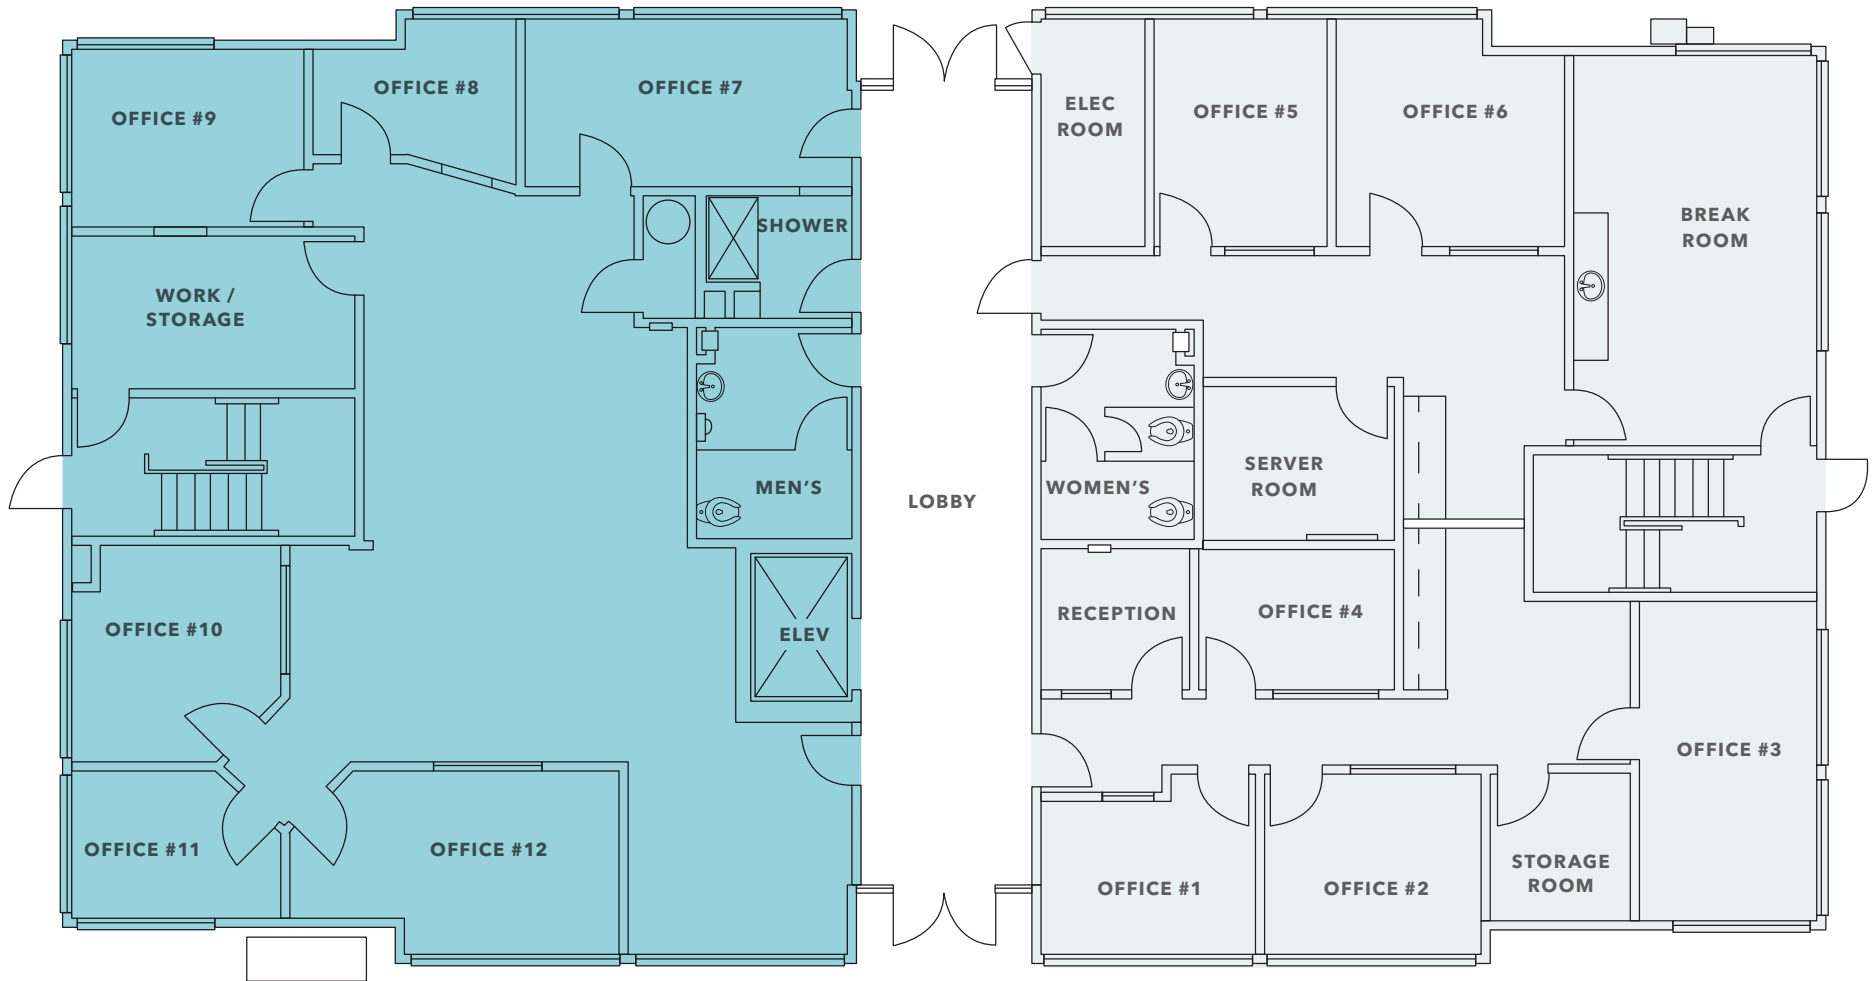 OFFICE #9
OFFICE #8
OFFICE #7
ELEC
ROOM
OFFICE #5
OFFICE #6
BREAK
ROOM
SHOWER
WORK /
STORAGE
MEN’S
LOBBY
WOMEN’S
SERVER
ROOM
OFFICE #10
ELEV
RECEPTION
OFFICE #4
OFFICE #3
OFFICE #11
OFFICE #12
OFFICE #1
OFFICE #2
STORAGE
ROOM